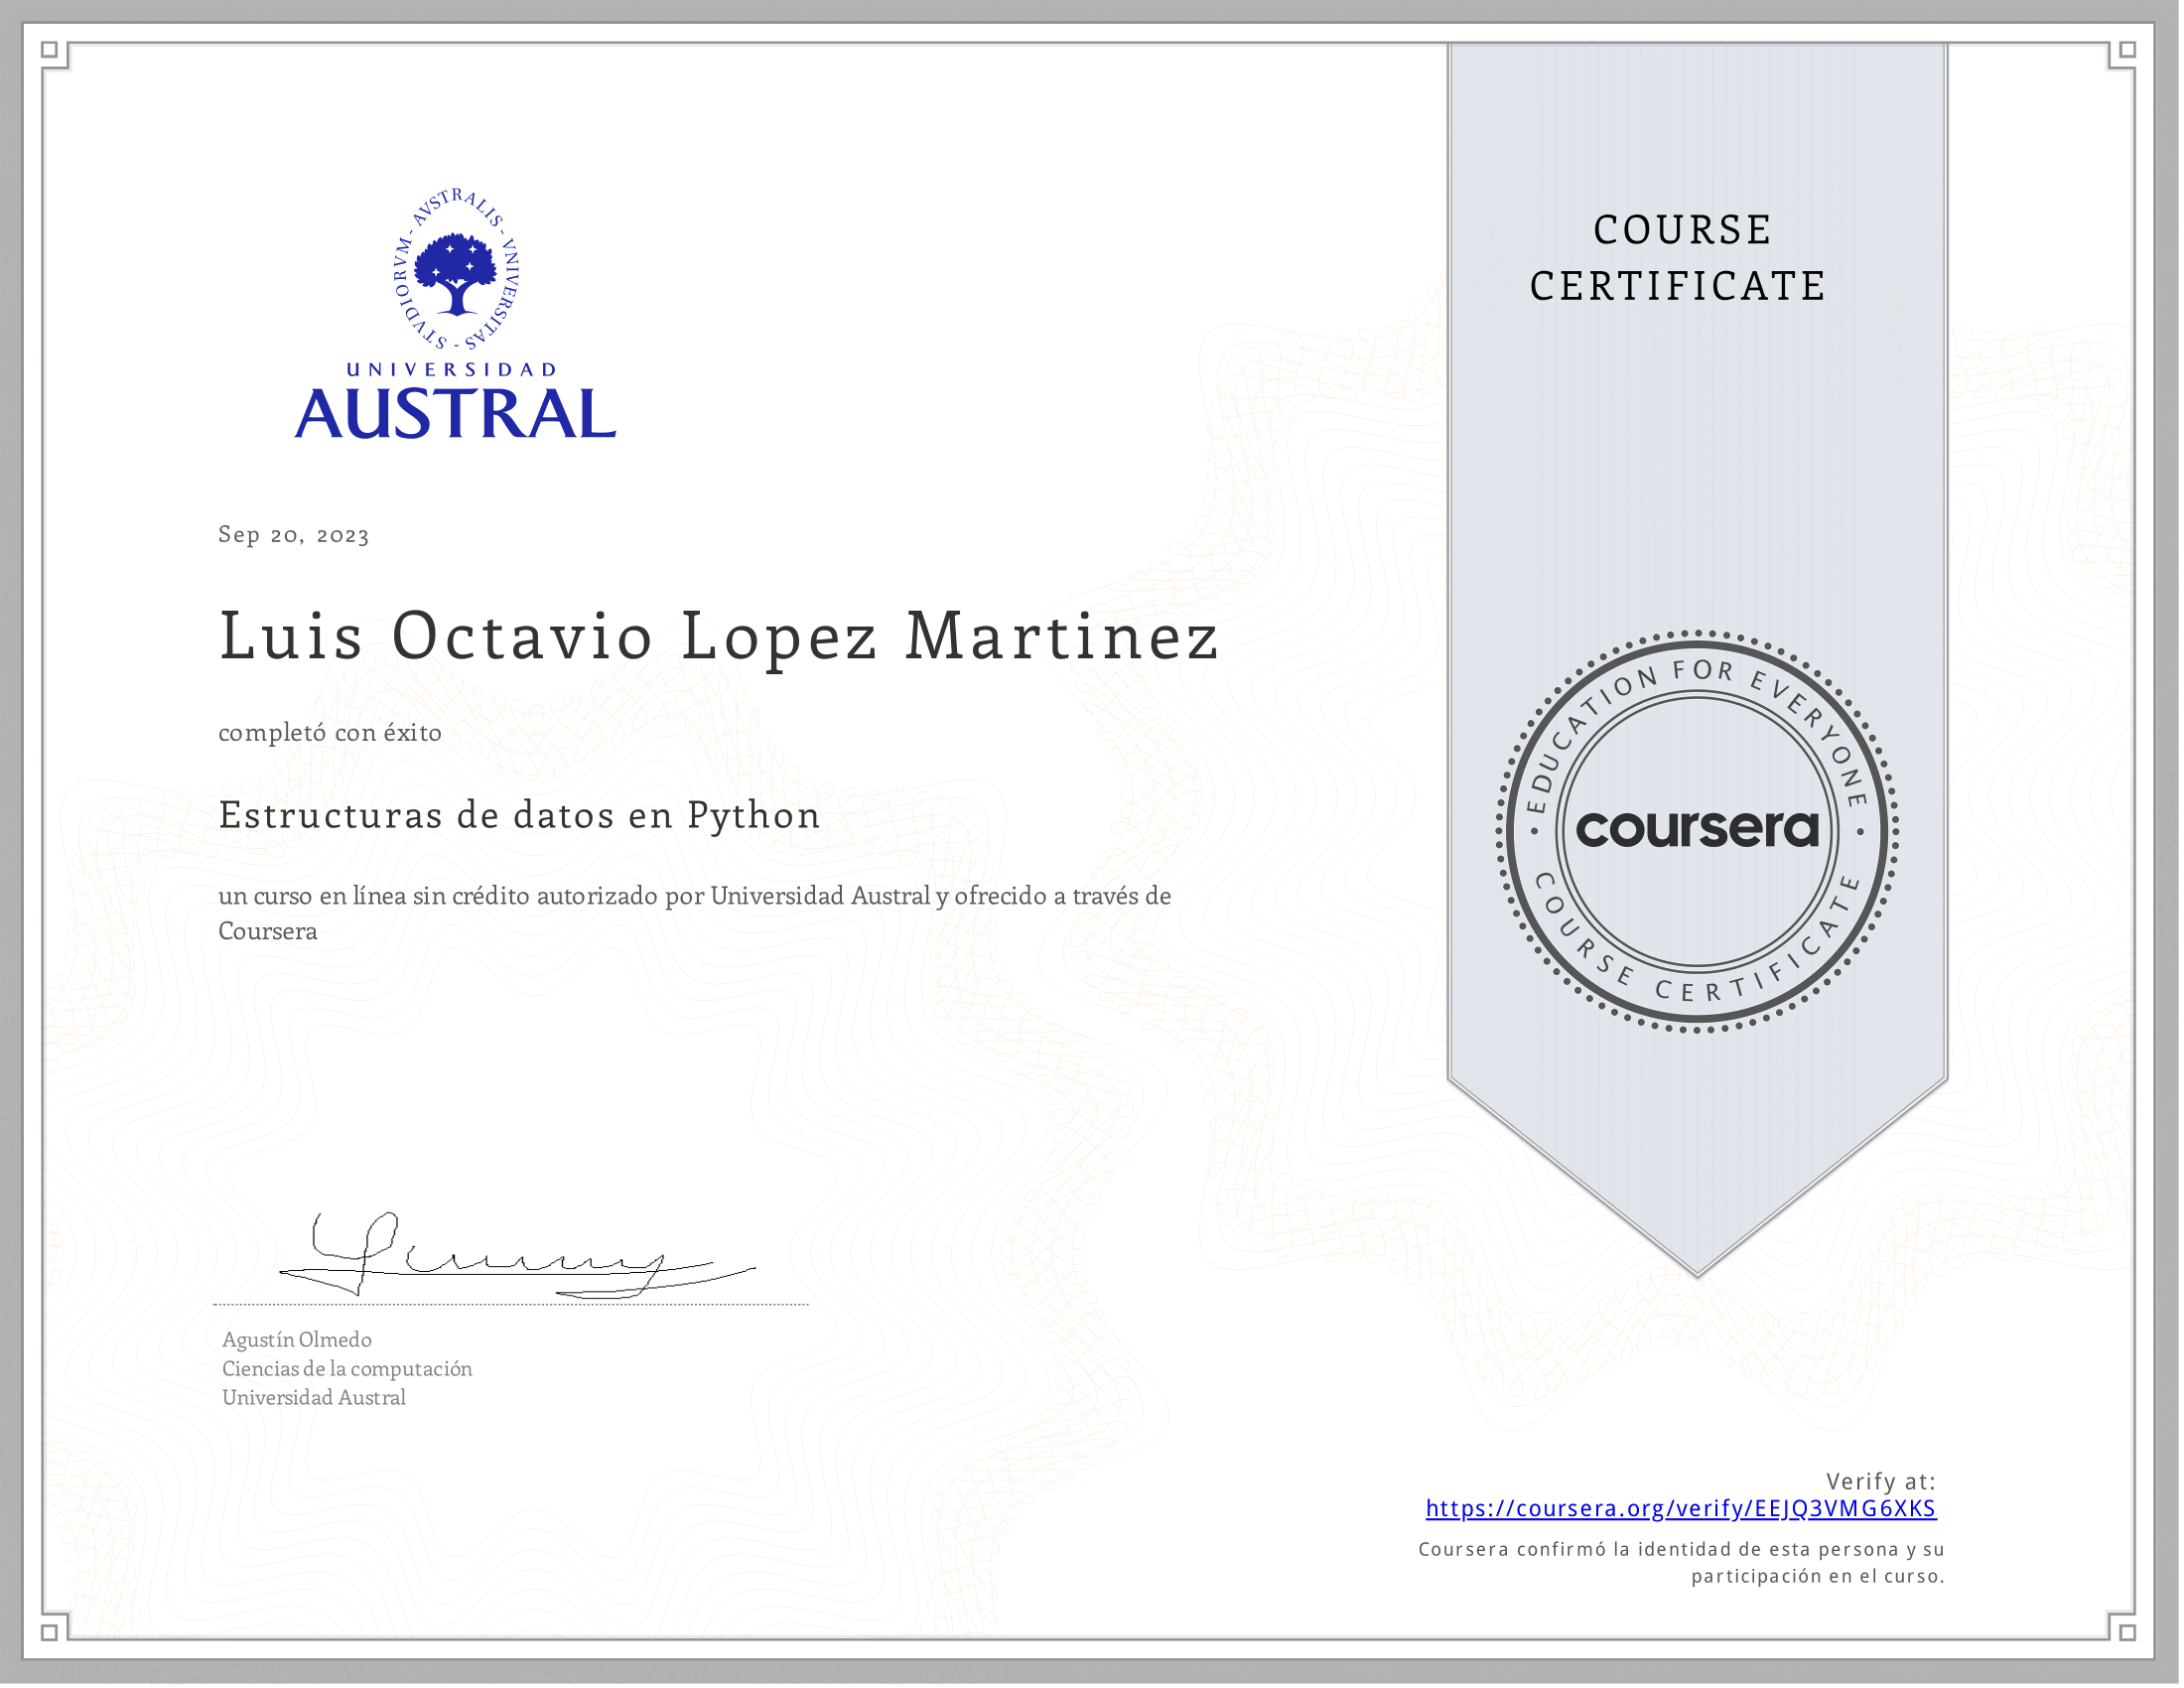 STVDIORVM - AVSTRALIS - VNIVERSITAS -
UNIVERSIDAD
AUSTRAL
COURSE
CERTIFICATE
Sep 20, 2023
Luis Octavio Lopez Martinez
completó con éxito
Estructuras de datos en Python
un curso en línea sin crédito autorizado por Universidad Austral y ofrecido a través de
Coursera
• EDUCATION FOR EVERYONE •
coursera
COURSE CERTIFICATE
Agustín Olmedo
Ciencias de la computación
Universidad Austral
Verify at:
https://coursera.org/verify/EEJQ3VMG6XKS
Coursera confirmó la identidad de esta persona y su
participación en el curso.